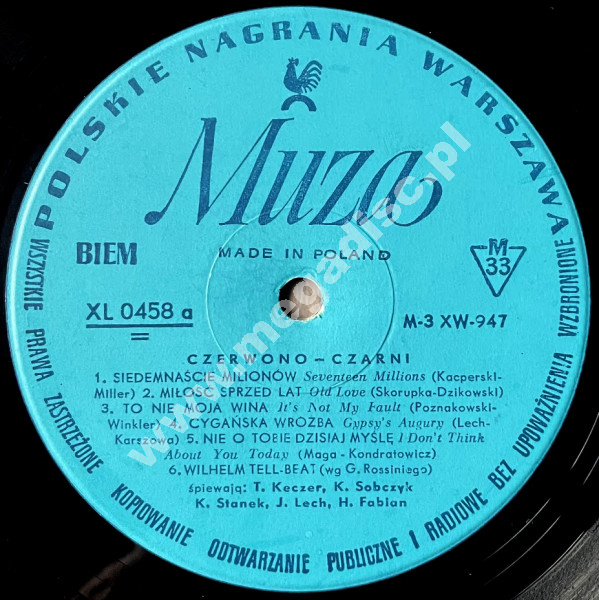 POLSKIE NAGRANIA WARSZAWA
Muza
MADE IN POLAND
BIEM
M
33
XL 0458 a
M-3 XW-947
CZERWONO-CZARNI
1. SIEDEMNAŚCIE MILIONÓW Seventeen Millions (Kacperski-
Miller) 2. MIŁOŚĆ SPRZED LAT Old Love (Skorupka-Dzikowski)
3. TO NIE MOJA WINA It's Not My Fault (Poznakowski-
Winkler) 4. CYGAŃSKA WRÓŻBA Gypsy's Augury (Lech-
Karszowa) 5. NIE O TOBIE DZISIAJ MYŚLĘ I Don't Think
About You Today (Maga-Kondratowicz)
6. WILHELM TELL-BEAT (wg G. Rossiniego)
śpiewają: T. Keczer, K. Sobczyk
K. Stanek, J. Lech, H. Fabian
WSZYSTKIE PRAWA ZASTRZEŻONE KOPIOWANIE ODTWARZANIE PUBLICZNE I RADIOWE BEZ UPOWAŻNIENIA WZBRONIONE
www.megadisc.pl